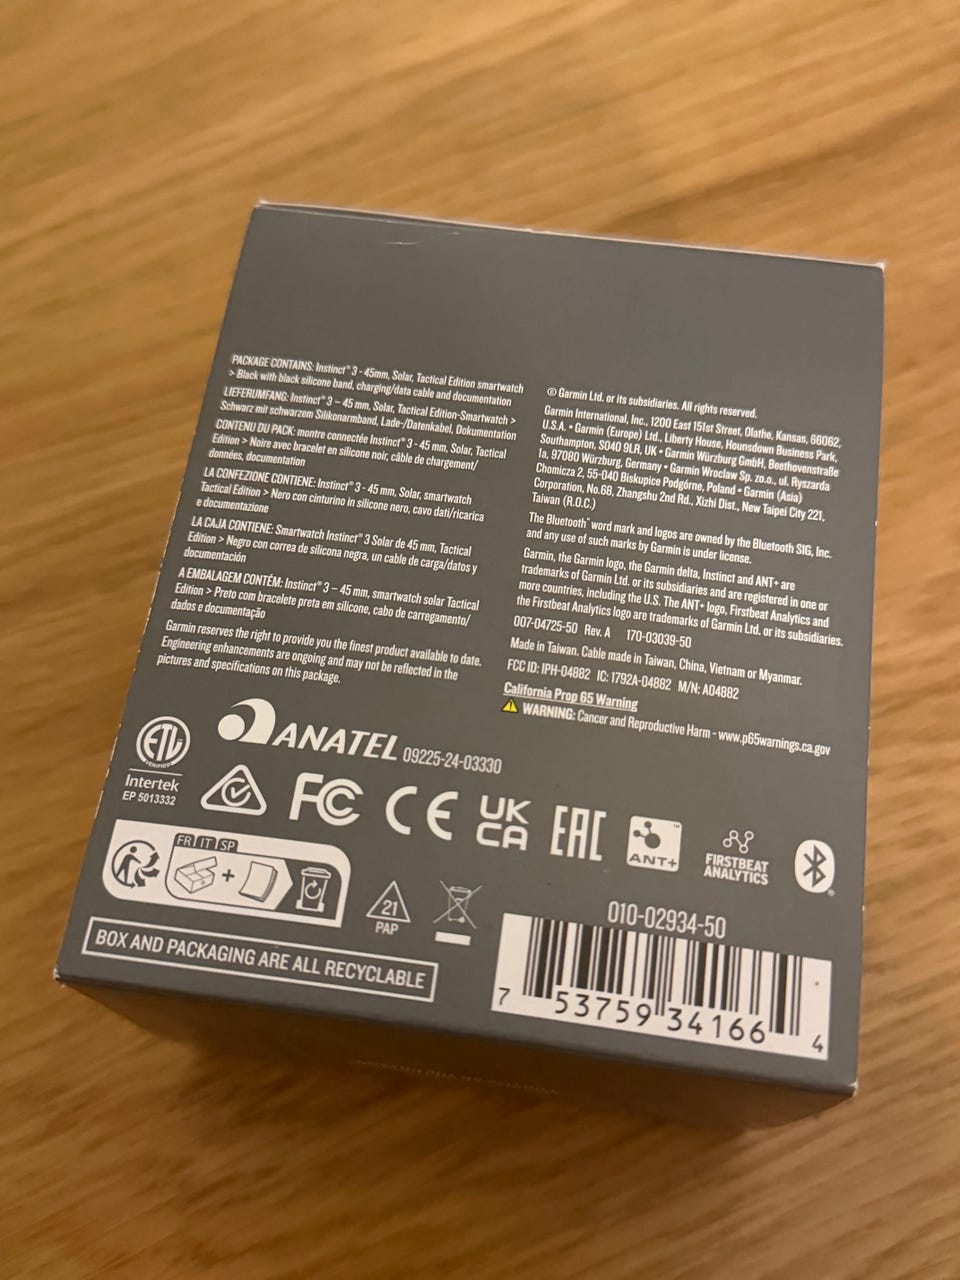 PACKAGE CONTAINS: Instinct® 3 - 45mm, Solar, Tactical Edition smartwatch
> Black with black silicone band, charging/data cable and documentation
LIEFERUMFANG: Instinct® 3 – 45 mm, Solar, Tactical Edition-Smartwatch >
Schwarz mit schwarzem Silikonarmband, Lade-/Datenkabel, Dokumentation
CONTENU DU PACK: montre connectée Instinct® 3 - 45 mm, Solar, Tactical
Edition > Noire avec bracelet en silicone noir, câble de chargement/
données, documentation
LA CONFEZIONE CONTIENE: Instinct® 3 - 45 mm, Solar, smartwatch
Tactical Edition > Nero con cinturino in silicone nero, cavo dati/ricarica
e documentazione
LA CAJA CONTIENE: Smartwatch Instinct® 3 Solar de 45 mm, Tactical
Edition > Negro con correa de silicona negra, un cable de carga/datos y
documentación
A EMBALAGEM CONTÉM: Instinct® 3 – 45 mm, smartwatch solar Tactical
Edition > Preto com bracelete preta em silicone, cabo de carregamento/
dados e documentação
Garmin reserves the right to provide you the finest product available to date.
Engineering enhancements are ongoing and may not be reflected in the
pictures and specifications on this package.
© Garmin Ltd. or its subsidiaries. All rights reserved.
Garmin International, Inc., 1200 East 151st Street, Olathe, Kansas, 66062,
U.S.A. • Garmin (Europe) Ltd., Liberty House, Hounsdown Business Park,
Southampton, SO40 9LR, UK • Garmin Würzburg GmbH, Beethovenstraße
1a, 97080 Würzburg, Germany • Garmin Wroclaw Sp. zo.o., ul. Ryszarda
Chomicza 2, 55-040 Biskupice Podgórne, Poland • Garmin (Asia)
Corporation, No.68, Zhangshu 2nd Rd., Xizhi Dist., New Taipei City 221,
Taiwan (R.O.C.)
The Bluetooth® word mark and logos are owned by the Bluetooth SIG, Inc.
and any use of such marks by Garmin is under license.
Garmin, the Garmin logo, the Garmin delta, Instinct and ANT+ are
trademarks of Garmin Ltd. or its subsidiaries and are registered in one or
more countries, including the U.S. The ANT+ logo, Firstbeat Analytics and
the Firstbeat Analytics logo are trademarks of Garmin Ltd. or its subsidiaries.
007-04725-50 Rev. A 170-03039-50
Made in Taiwan. Cable made in Taiwan, China, Vietnam or Myanmar.
FCC ID: IPH-04882 IC: 1792A-04882 M/N: A04882
California Prop 65 Warning
WARNING: Cancer and Reproductive Harm - www.p65warnings.ca.gov
ETL
VERIFIED
Intertek
EP 5013332
ANATEL 09225-24-03330
FC CE UK
CA EAC ANT+™
FIRSTBEAT
ANALYTICS
FR IT SP
21
PAP
BOX AND PACKAGING ARE ALL RECYCLABLE
010-02934-50
7 53759 34166 4